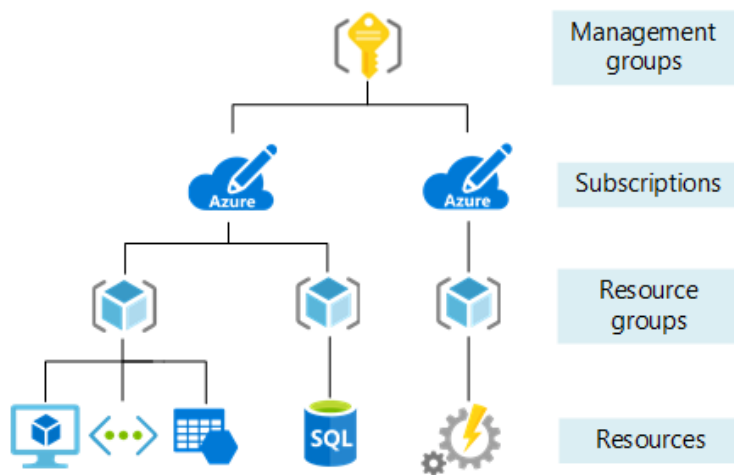 Management
groups
Azure
Azure
Subscriptions
Resource
groups
SQL
Resources